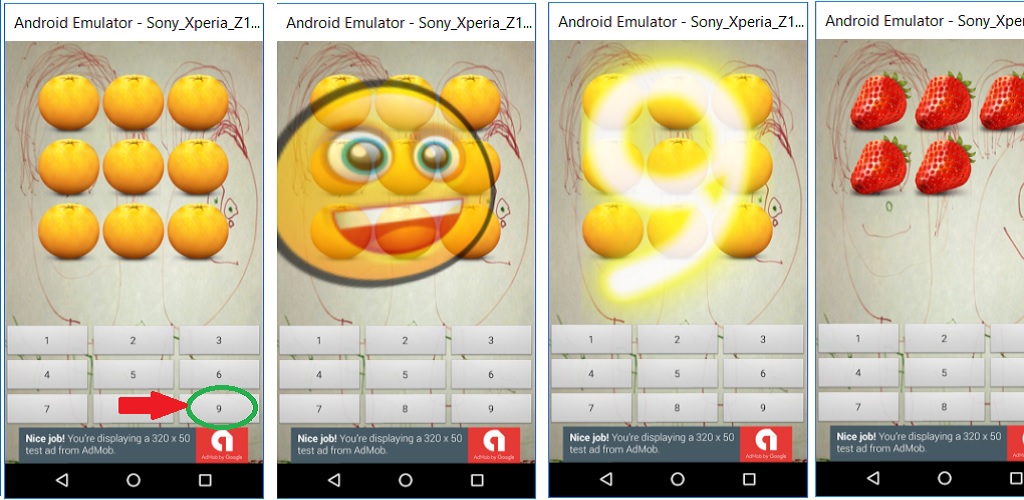 Android Emulator - Sony_Xperia_Z1...
1 2 3
4 5 6
7 9
Nice job! You're displaying a 320 x 50
test ad from AdMob.
AdMob by Google
Android Emulator - Sony_Xperia_Z1...
1 2 3
4 5 6
7 8 9
Nice job! You're displaying a 320 x 50
test ad from AdMob.
AdMob by Google
Android Emulator - Sony_Xperia_Z1...
9
1 2 3
4 5 6
7 8 9
Nice job! You're displaying a 320 x 50
test ad from AdMob.
AdMob by Google
Android Emulator - Sony_Xpe
1 2
4 5
7 8
Nice job! You're displaying a 320 x 50
test ad from AdMob.
AdMob by Google